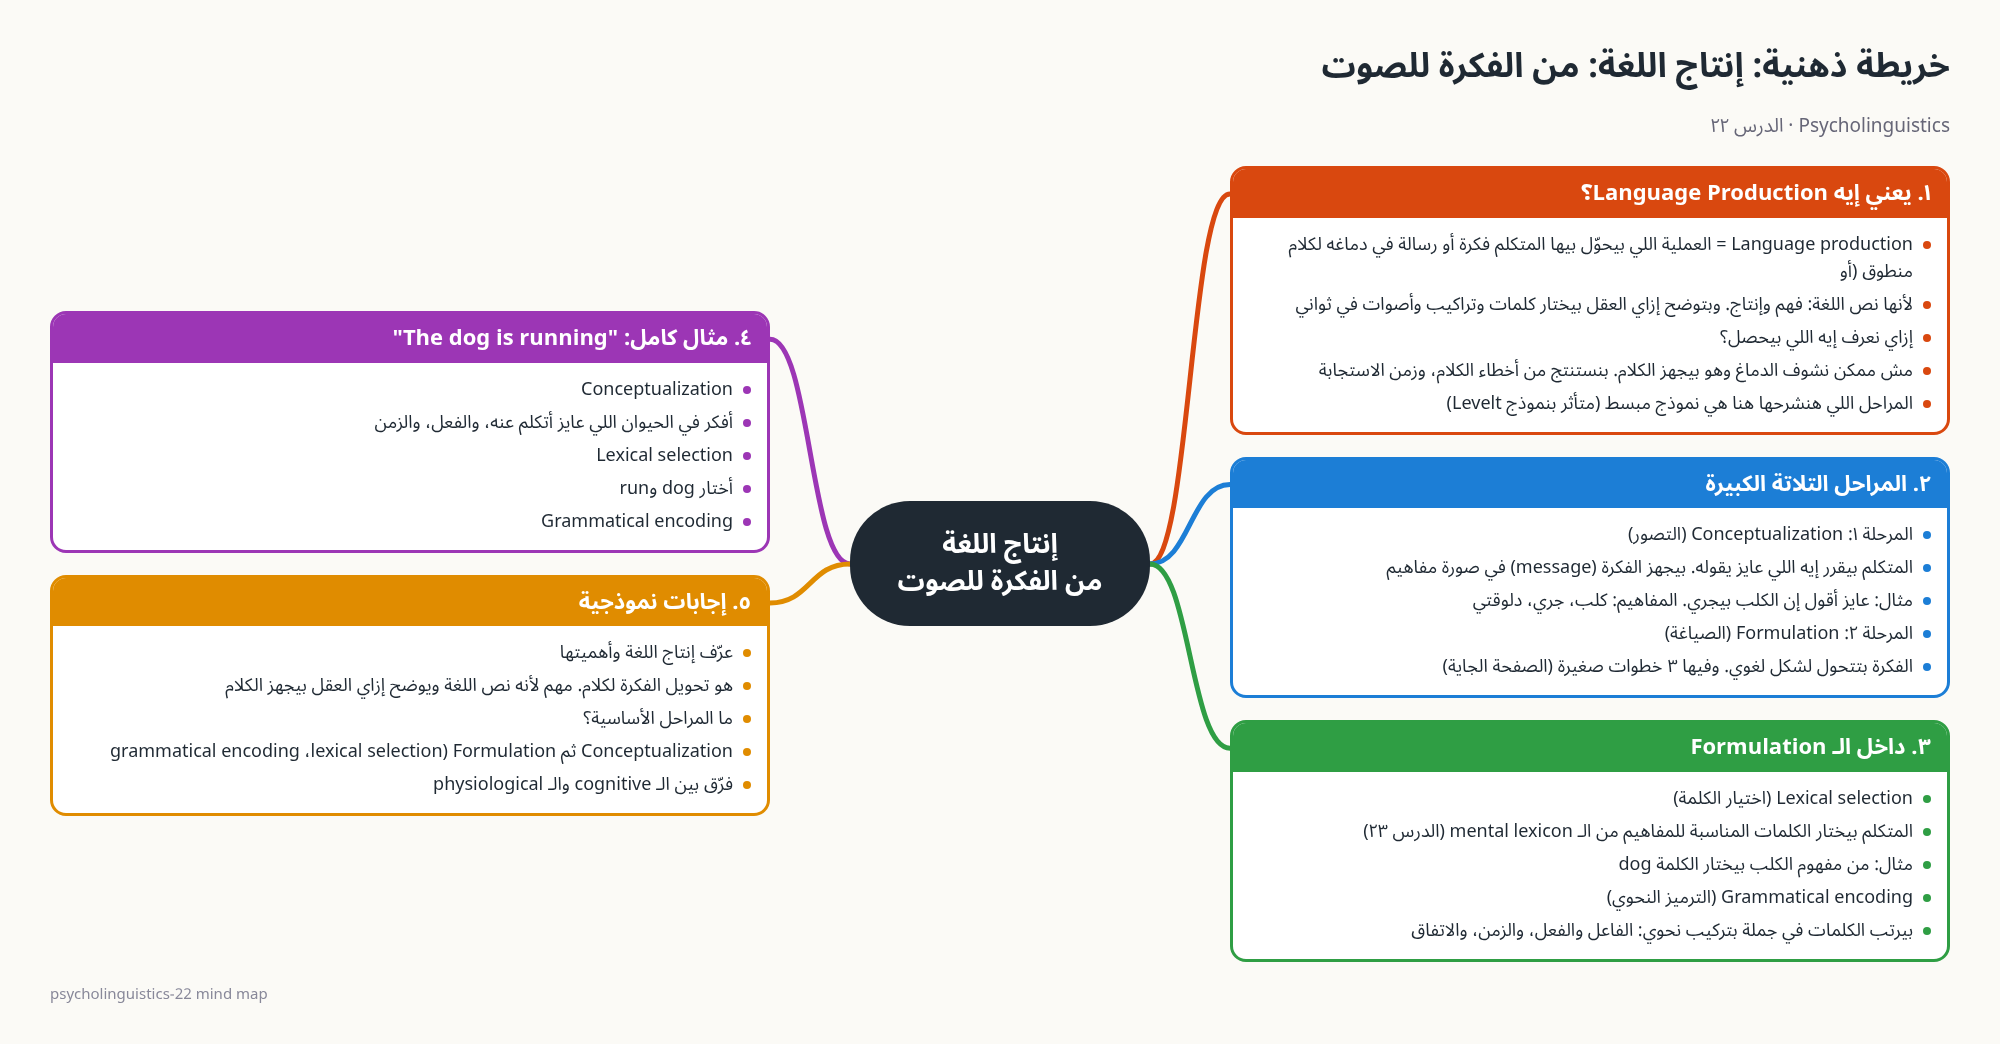 خريطة ذهنية: إنتاج اللغة: من الفكرة للصوت
Psycholinguistics · الدرس ٢٢
١. يعني إيه Language Production؟
Language production = العملية اللي بيحوّل بيها المتكلم فكرة أو رسالة في دماغه لكلام
منطوق (أو
لأنها نص اللغة: فهم وإنتاج. وبتوضح إزاي العقل بيختار كلمات وتراكيب وأصوات في ثواني
إزاي نعرف إيه اللي بيحصل؟
مش ممكن نشوف الدماغ وهو بيجهز الكلام. بنستنتج من أخطاء الكلام، وزمن الاستجابة
المراحل اللي هنشرحها هنا هي نموذج مبسط (متأثر بنموذج Levelt)
٢. المراحل التلاتة الكبيرة
المرحلة ١: Conceptualization (التصور)
المتكلم بيقرر إيه اللي عايز يقوله. بيجهز الفكرة (message) في صورة مفاهيم
مثال: عايز أقول إن الكلب بيجري. المفاهيم: كلب، جري، دلوقتي
المرحلة ٢: Formulation (الصياغة)
الفكرة بتتحول لشكل لغوي. وفيها ٣ خطوات صغيرة (الصفحة الجاية)
٣. داخل الـ Formulation
Lexical selection (اختيار الكلمة)
المتكلم بيختار الكلمات المناسبة للمفاهيم من الـ mental lexicon (الدرس ٢٣)
مثال: من مفهوم الكلب بيختار الكلمة dog
Grammatical encoding (الترميز النحوي)
بيرتب الكلمات في جملة بتركيب نحوي: الفاعل والفعل، والزمن، والاتفاق
إنتاج اللغة
من الفكرة للصوت
٤. مثال كامل: "The dog is running"
Conceptualization
أفكر في الحيوان اللي عايز أتكلم عنه، والفعل، والزمن
Lexical selection
أختار dog وrun
Grammatical encoding
٥. إجابات نموذجية
عرّف إنتاج اللغة وأهميتها
هو تحويل الفكرة لكلام. مهم لأنه نص اللغة ويوضح إزاي العقل بيجهز الكلام
ما المراحل الأساسية؟
Conceptualization ثم Formulation (lexical selection، grammatical encoding
فرّق بين الـ cognitive والـ physiological
psycholinguistics-22 mind map